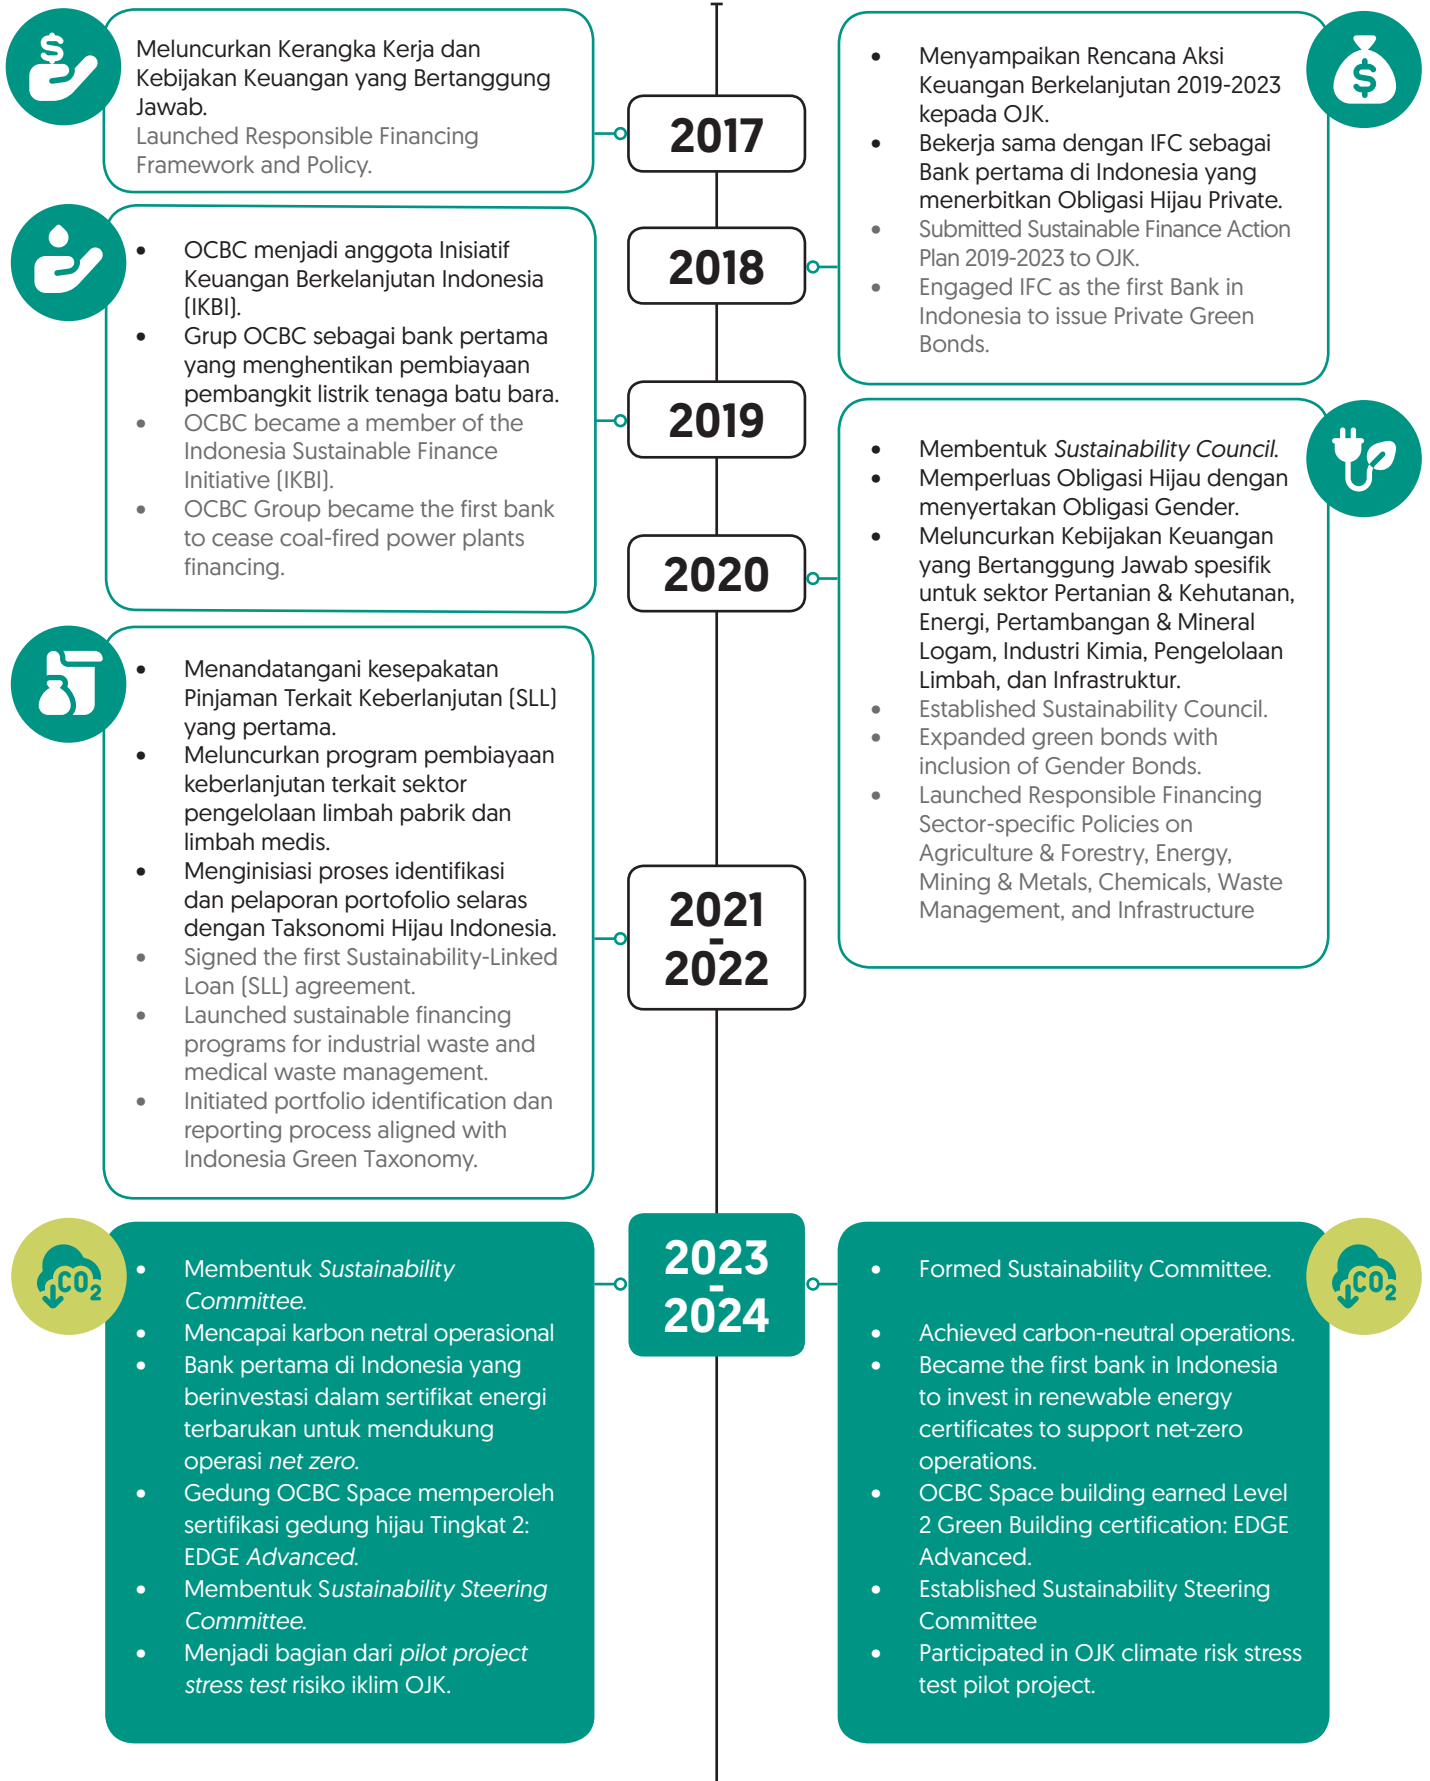 Meluncurkan Kerangka Kerja dan
Kebijakan Keuangan yang Bertanggung
Jawab.
Launched Responsible Financing
Framework and Policy.
2017
• Menyampaikan Rencana Aksi
Keuangan Berkelanjutan 2019-2023
kepada OJK.
• Bekerja sama dengan IFC sebagai
Bank pertama di Indonesia yang
menerbitkan Obligasi Hijau Private.
• Submitted Sustainable Finance Action
Plan 2019-2023 to OJK.
• Engaged IFC as the first Bank in
Indonesia to issue Private Green
Bonds.
2018
• OCBC menjadi anggota Inisiatif
Keuangan Berkelanjutan Indonesia
(IKBI).
• Grup OCBC sebagai bank pertama
yang menghentikan pembiayaan
pembangkit listrik tenaga batu bara.
• OCBC became a member of the
Indonesia Sustainable Finance
Initiative (IKBI).
• OCBC Group became the first bank
to cease coal-fired power plants
financing.
2019
• Membentuk Sustainability Council.
• Memperluas Obligasi Hijau dengan
menyertakan Obligasi Gender.
• Meluncurkan Kebijakan Keuangan
yang Bertanggung Jawab spesifik
untuk sektor Pertanian & Kehutanan,
Energi, Pertambangan & Mineral
Logam, Industri Kimia, Pengelolaan
Limbah, dan Infrastruktur.
• Established Sustainability Council.
• Expanded green bonds with
inclusion of Gender Bonds.
• Launched Responsible Financing
Sector-specific Policies on
Agriculture & Forestry, Energy,
Mining & Metals, Chemicals, Waste
Management, and Infrastructure
2020
• Menandatangani kesepakatan
Pinjaman Terkait Keberlanjutan (SLL)
yang pertama.
• Meluncurkan program pembiayaan
keberlanjutan terkait sektor
pengelolaan limbah pabrik dan
limbah medis.
• Menginisiasi proses identifikasi
dan pelaporan portofolio selaras
dengan Taksonomi Hijau Indonesia.
• Signed the first Sustainability-Linked
Loan (SLL) agreement.
• Launched sustainable financing
programs for industrial waste and
medical waste management.
• Initiated portfolio identification dan
reporting process aligned with
Indonesia Green Taxonomy.
2021
-
2022
CO2
• Membentuk Sustainability
Committee.
• Mencapai karbon netral operasional
• Bank pertama di Indonesia yang
berinvestasi dalam sertifikat energi
terbarukan untuk mendukung
operasi net zero.
• Gedung OCBC Space memperoleh
sertifikasi gedung hijau Tingkat 2:
EDGE Advanced.
• Membentuk Sustainability Steering
Committee.
• Menjadi bagian dari pilot project
stress test risiko iklim OJK.
2023
-
2024
CO2
• Formed Sustainability Committee.
• Achieved carbon-neutral operations.
• Became the first bank in Indonesia
to invest in renewable energy
certificates to support net-zero
operations.
• OCBC Space building earned Level
2 Green Building certification: EDGE
Advanced.
• Established Sustainability Steering
Committee
• Participated in OJK climate risk stress
test pilot project.